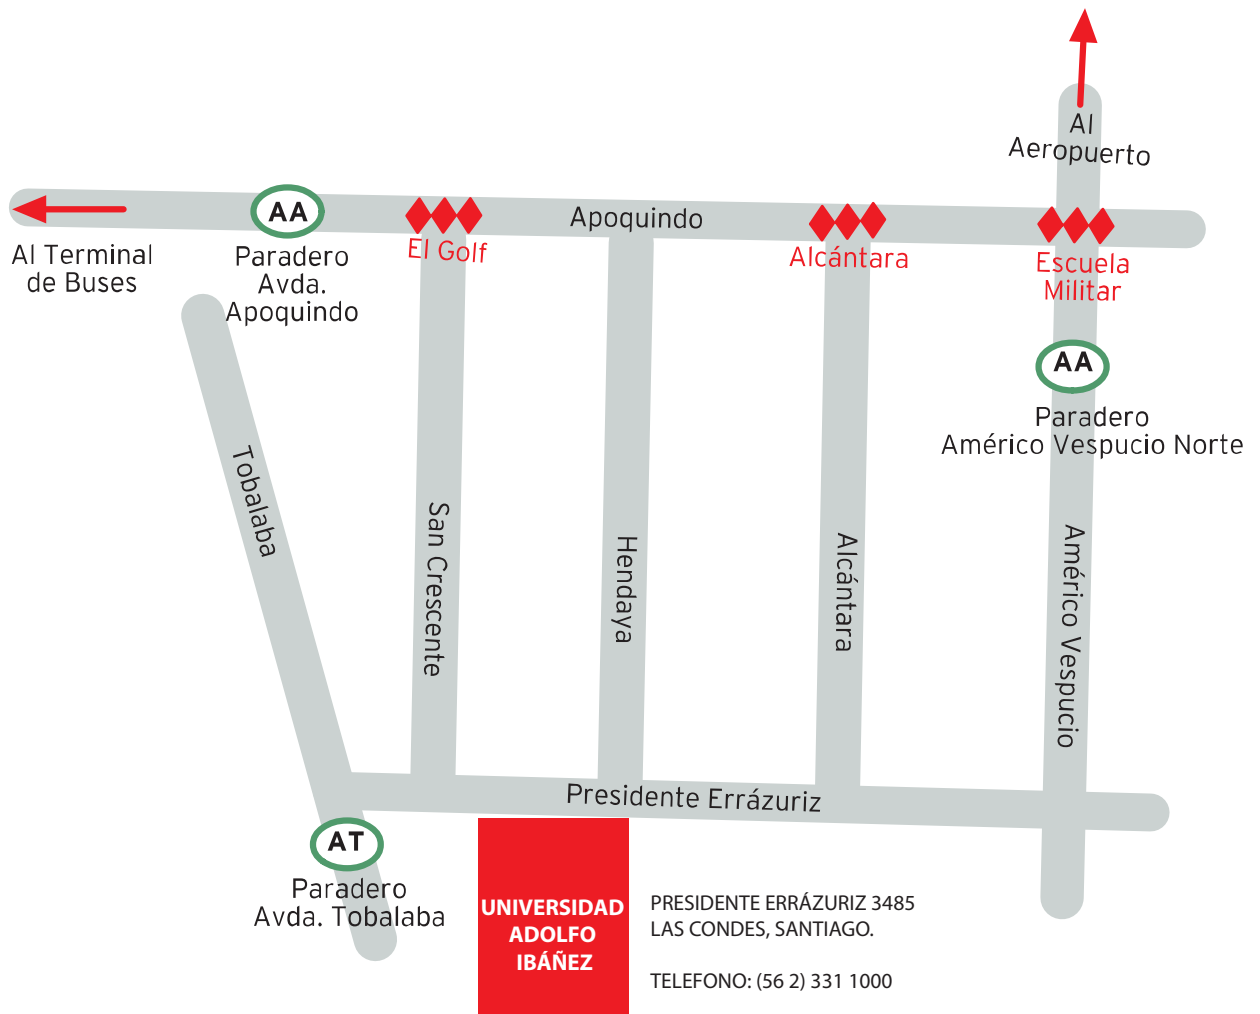 Al
Aeropuerto
AA
Apoquindo
El Golf
Alcántara
Escuela
Militar
Al Terminal
de Buses
Paradero
Avda.
Apoquindo
AA
Paradero
Américo Vespucio Norte
Tobalaba
San Crescente
Hendaya
Alcántara
Américo Vespucio
Presidente Errázuriz
AT
Paradero
Avda. Tobalaba
UNIVERSIDAD
ADOLFO
IBÁÑEZ
PRESIDENTE ERRÁZURIZ 3485
LAS CONDES, SANTIAGO.
TELEFONO: (56 2) 331 1000